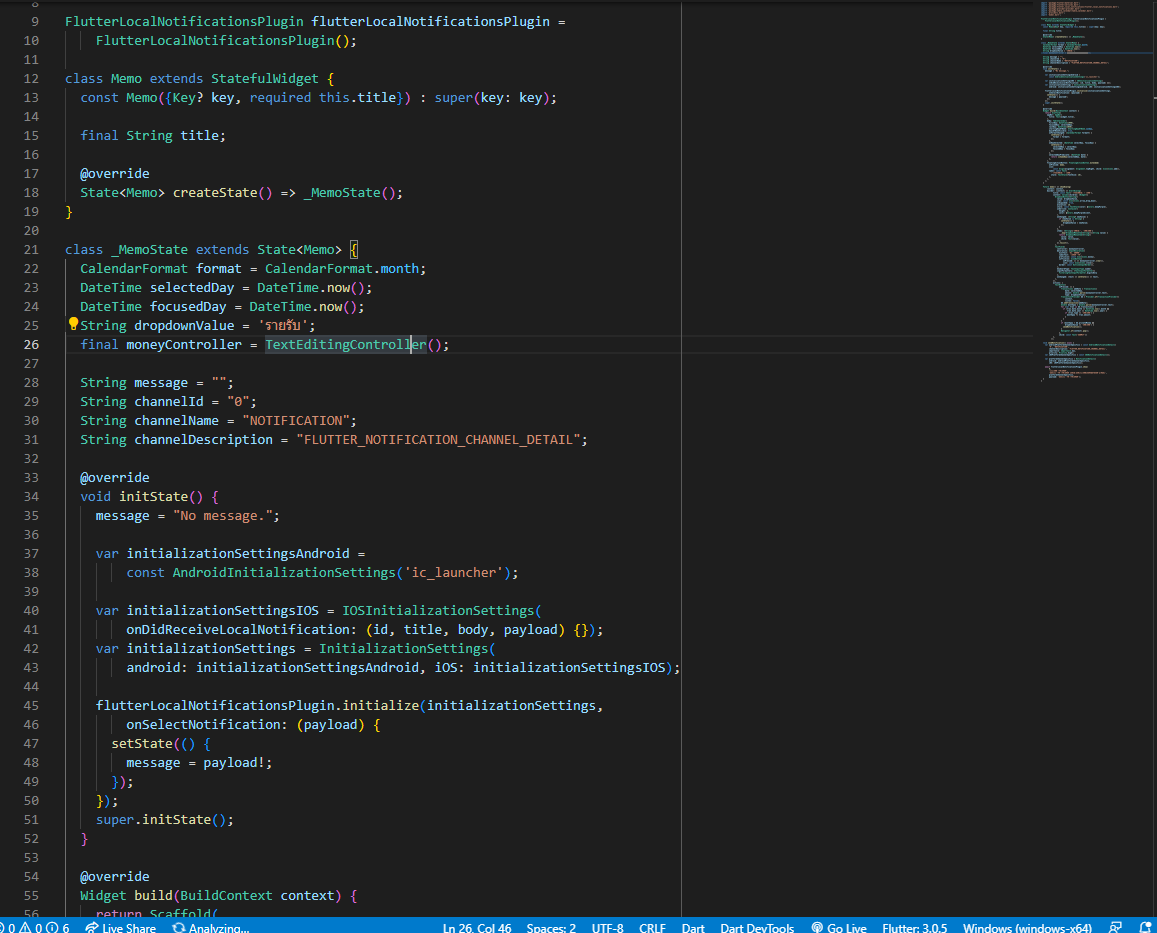 8
9 FlutterLocalNotificationsPlugin flutterLocalNotificationsPlugin =
10 FlutterLocalNotificationsPlugin();
11
12 class Memo extends StatefulWidget {
13 const Memo({Key? key, required this.title}) : super(key: key);
14
15 final String title;
16
17 @override
18 State<Memo> createState() => _MemoState();
19 }
20
21 class _MemoState extends State<Memo> {
22 CalendarFormat format = CalendarFormat.month;
23 DateTime selectedDay = DateTime.now();
24 DateTime focusedDay = DateTime.now();
25 String dropdownValue = 'รายรับ';
26 final moneyController = TextEditingController();
27
28 String message = "";
29 String channelId = "0";
30 String channelName = "NOTIFICATION";
31 String channelDescription = "FLUTTER_NOTIFICATION_CHANNEL_DETAIL";
32
33 @override
34 void initState() {
35 message = "No message.";
36
37 var initializationSettingsAndroid =
38 const AndroidInitializationSettings('ic_launcher');
39
40 var initializationSettingsIOS = IOSInitializationSettings(
41 onDidReceiveLocalNotification: (id, title, body, payload) {});
42 var initializationSettings = InitializationSettings(
43 android: initializationSettingsAndroid, iOS: initializationSettingsIOS);
44
45 flutterLocalNotificationsPlugin.initialize(initializationSettings,
46 onSelectNotification: (payload) {
47 setState(() {
48 message = payload!;
49 });
50 });
51 super.initState();
52 }
53
54 @override
55 Widget build(BuildContext context) {
56 return Scaffold(
0 0 6 Live Share Analyzing... Ln 26, Col 46 Spaces: 2 UTF-8 CRLF Dart Dart DevTools Go Live Flutter: 3.0.5 Windows (windows-x64)